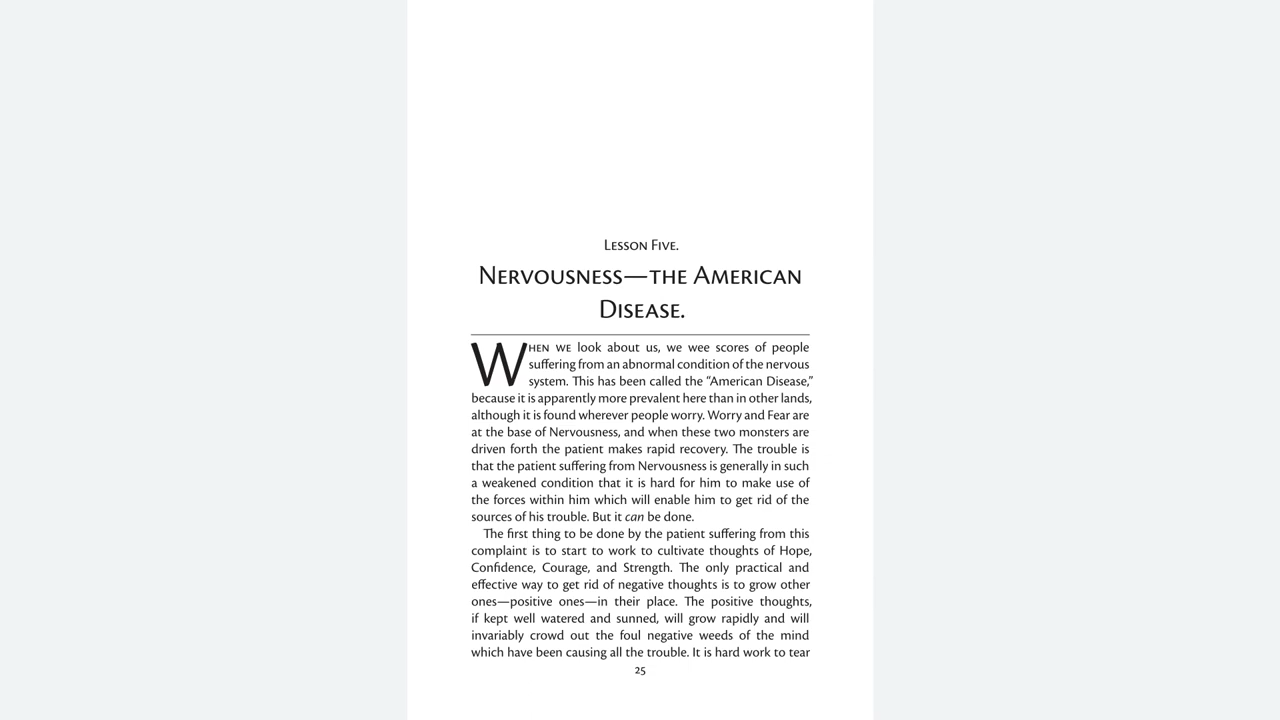 Lesson Five.
Nervousness—the American
Disease.
When we look about us, we wee scores of people
suffering from an abnormal condition of the nervous
system. This has been called the “American Disease,”
because it is apparently more prevalent here than in other lands,
although it is found wherever people worry. Worry and Fear are
at the base of Nervousness, and when these two monsters are
driven forth the patient makes rapid recovery. The trouble is
that the patient suffering from Nervousness is generally in such
a weakened condition that it is hard for him to make use of
the forces within him which will enable him to get rid of the
sources of his trouble. But it can be done.
The first thing to be done by the patient suffering from this
complaint is to start to work to cultivate thoughts of Hope,
Confidence, Courage, and Strength. The only practical and
effective way to get rid of negative thoughts is to grow other
ones—positive ones—in their place. The positive thoughts,
if kept well watered and sunned, will grow rapidly and will
invariably crowd out the foul negative weeds of the mind
which have been causing all the trouble. It is hard work to tear
25